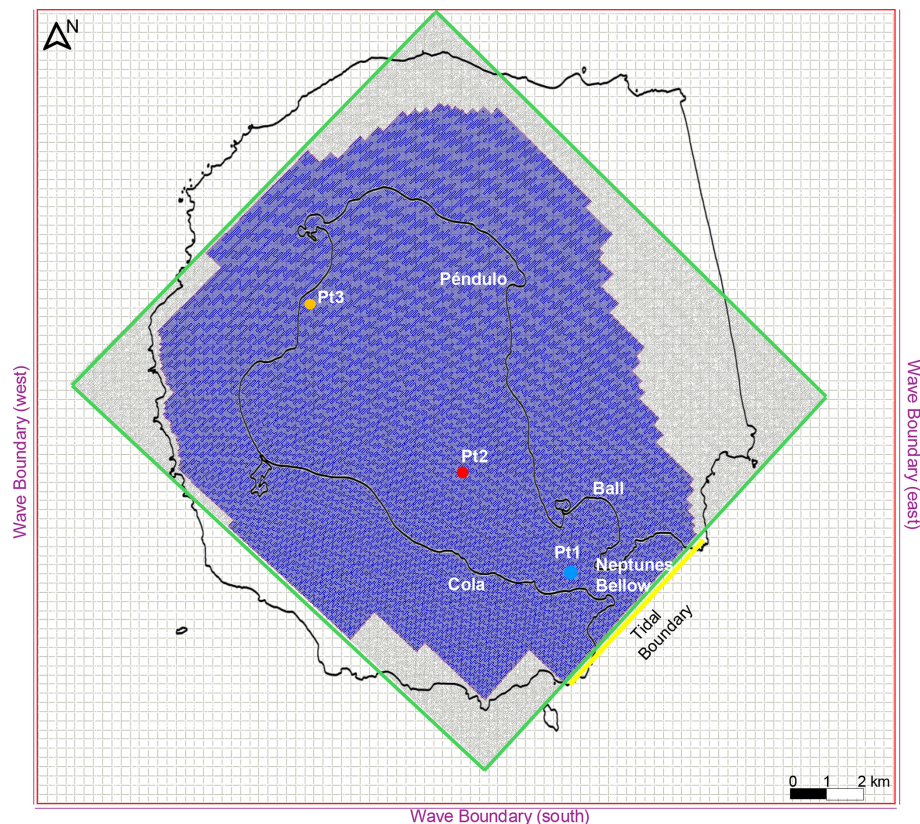 N
Péndulo
Pt3
Wave Boundary (west)
Wave Boundary (east)
Pt2
Ball
Pt1
Neptunes
Bellow
Cola
Tidal
Boundary
0 1 2 km
Wave Boundary (south)